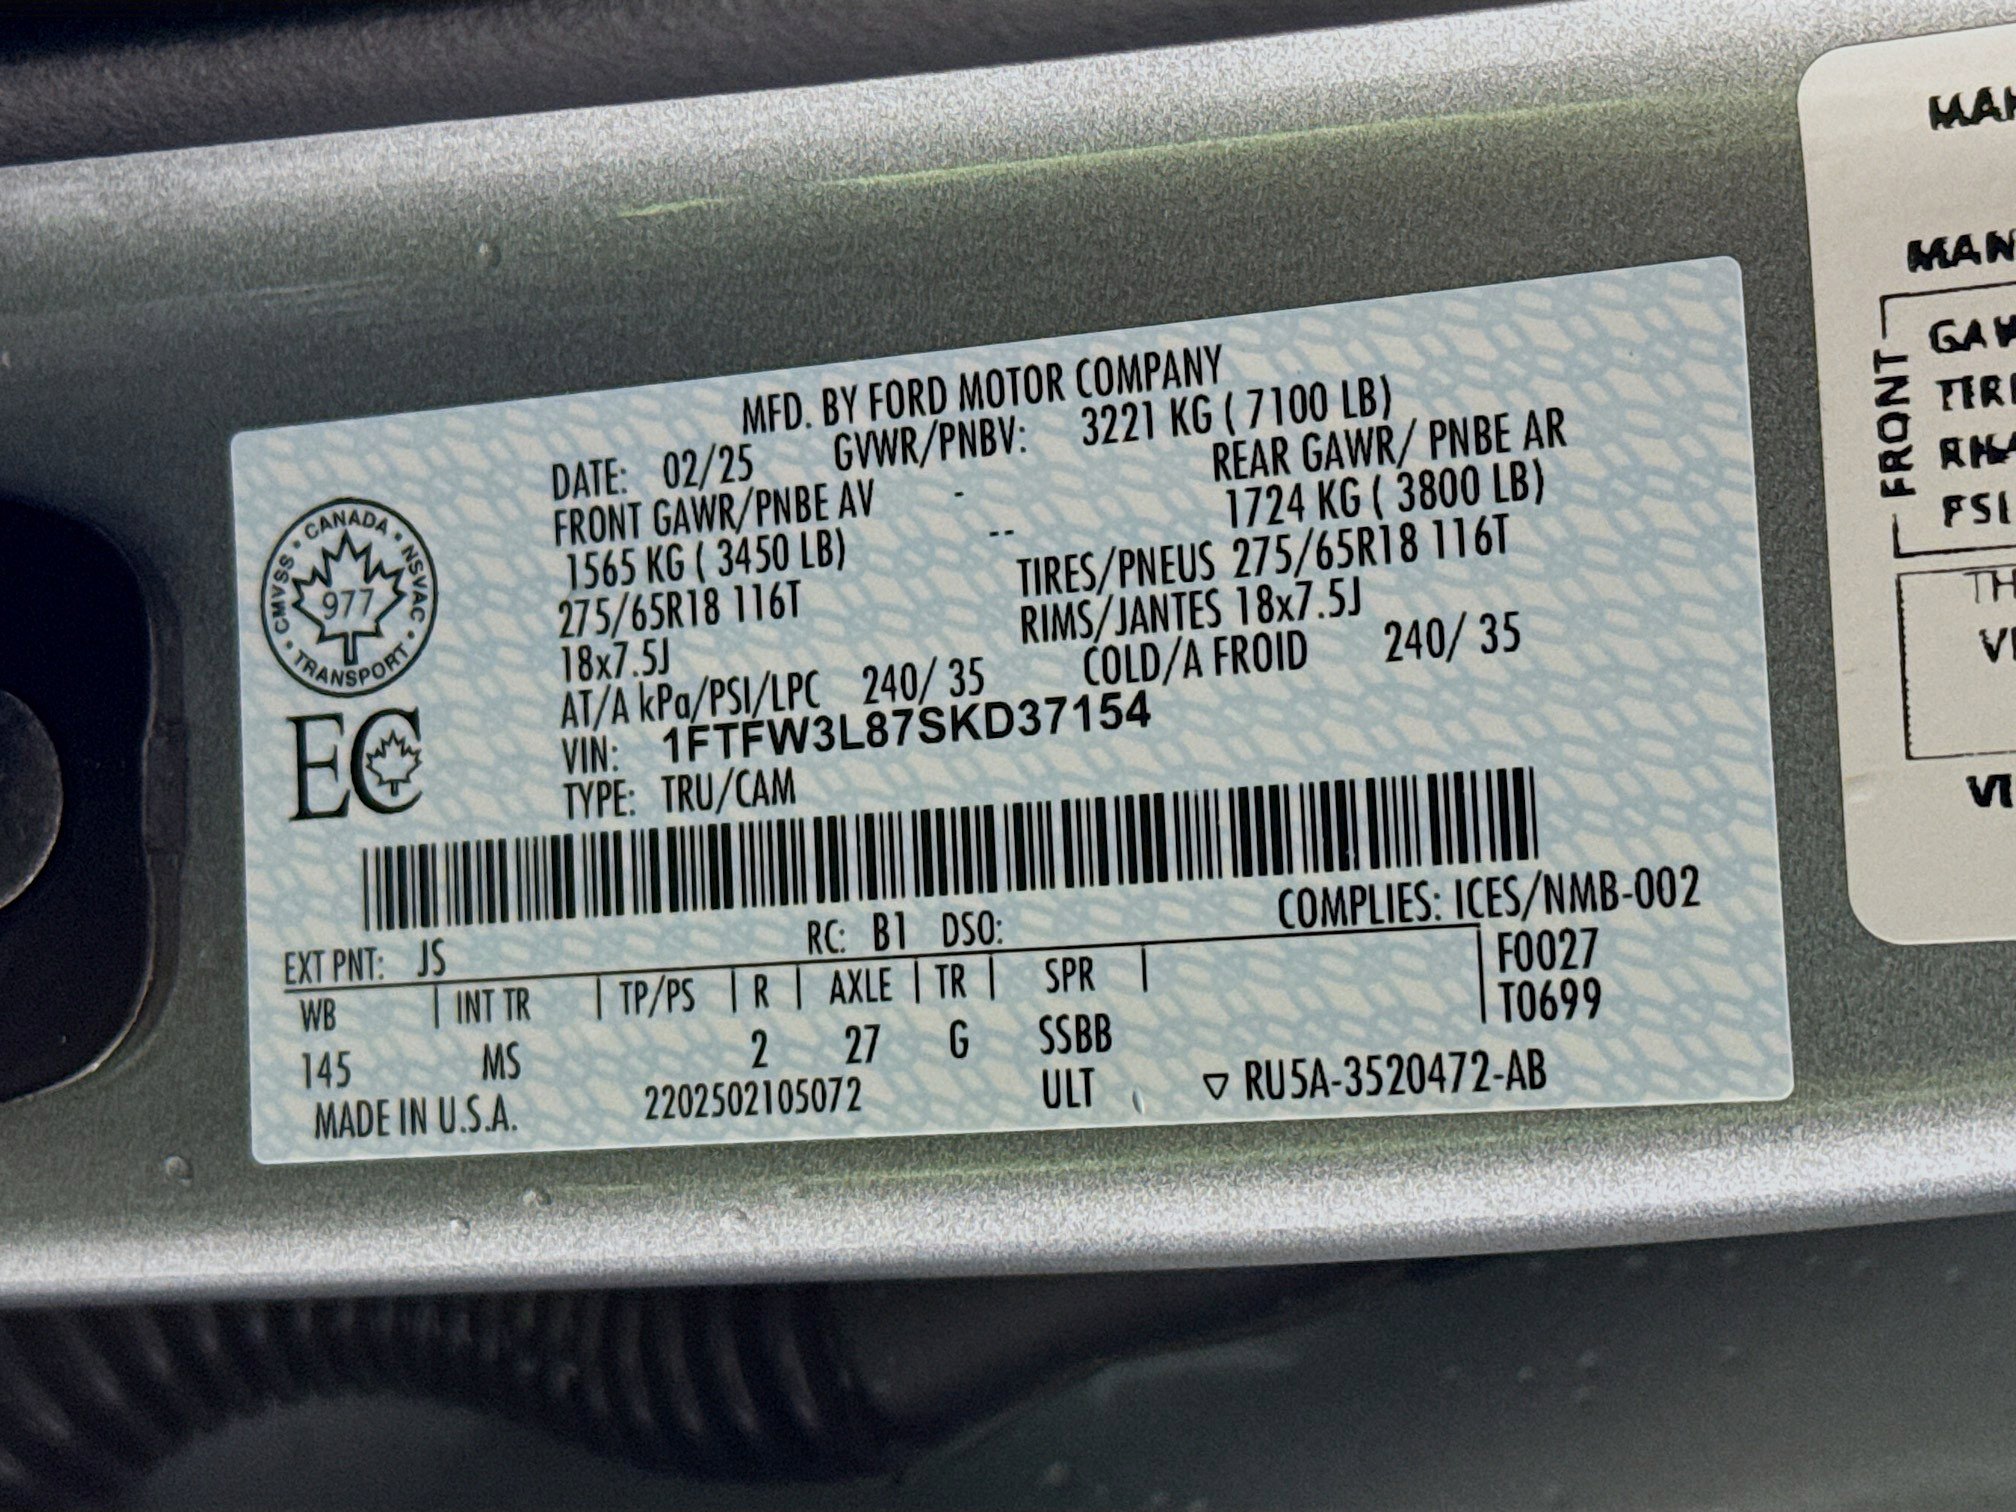 MFD. BY FORD MOTOR COMPANY
DATE: 02/25 GVWR/PNBV: 3221 KG ( 7100 LB)
FRONT GAWR/PNBE AV - REAR GAWR/ PNBE AR
1565 KG ( 3450 LB) -- 1724 KG ( 3800 LB)
275/65R18 116T TIRES/PNEUS 275/65R18 116T
18x7.5J RIMS/JANTES 18x7.5J
AT/A kPa/PSI/LPC 240/ 35 COLD/A FROID 240/ 35
VIN: 1FTFW3L87SKD37154
TYPE: TRU/CAM
CANADA • NSVAC • TRANSPORT • CMVSS •
977
EC
COMPLIES: ICES/NMB-002
EXT PNT: JS RC: B1 DSO:
WB | INT TR | TP/PS | R | AXLE | TR | SPR | F0027
T0699
145 MS 2 27 G SSBB
MADE IN U.S.A. 2202502105072 ULT ▽ RU5A-3520472-AB
FRONT
PSI